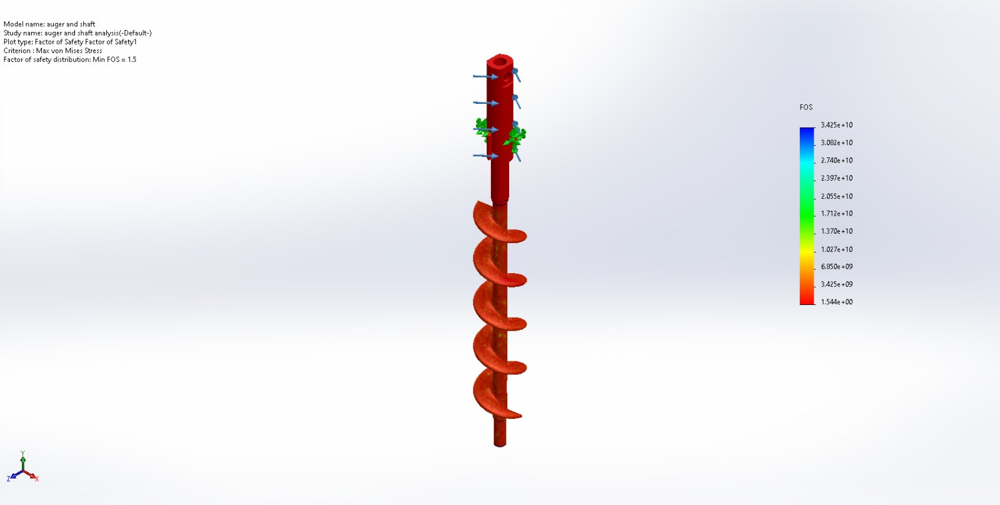 Model name: auger and shaft
Study name: auger and shaft analysis(-Default-)
Plot type: Factor of Safety Factor of Safety1
Criterion : Max von Mises Stress
Factor of safety distribution: Min FOS = 1.5
FOS
3.425e+10
3.082e+10
2.740e+10
2.397e+10
2.055e+10
1.712e+10
1.370e+10
1.027e+10
6.850e+09
3.425e+09
1.544e+00
Y
Z
X